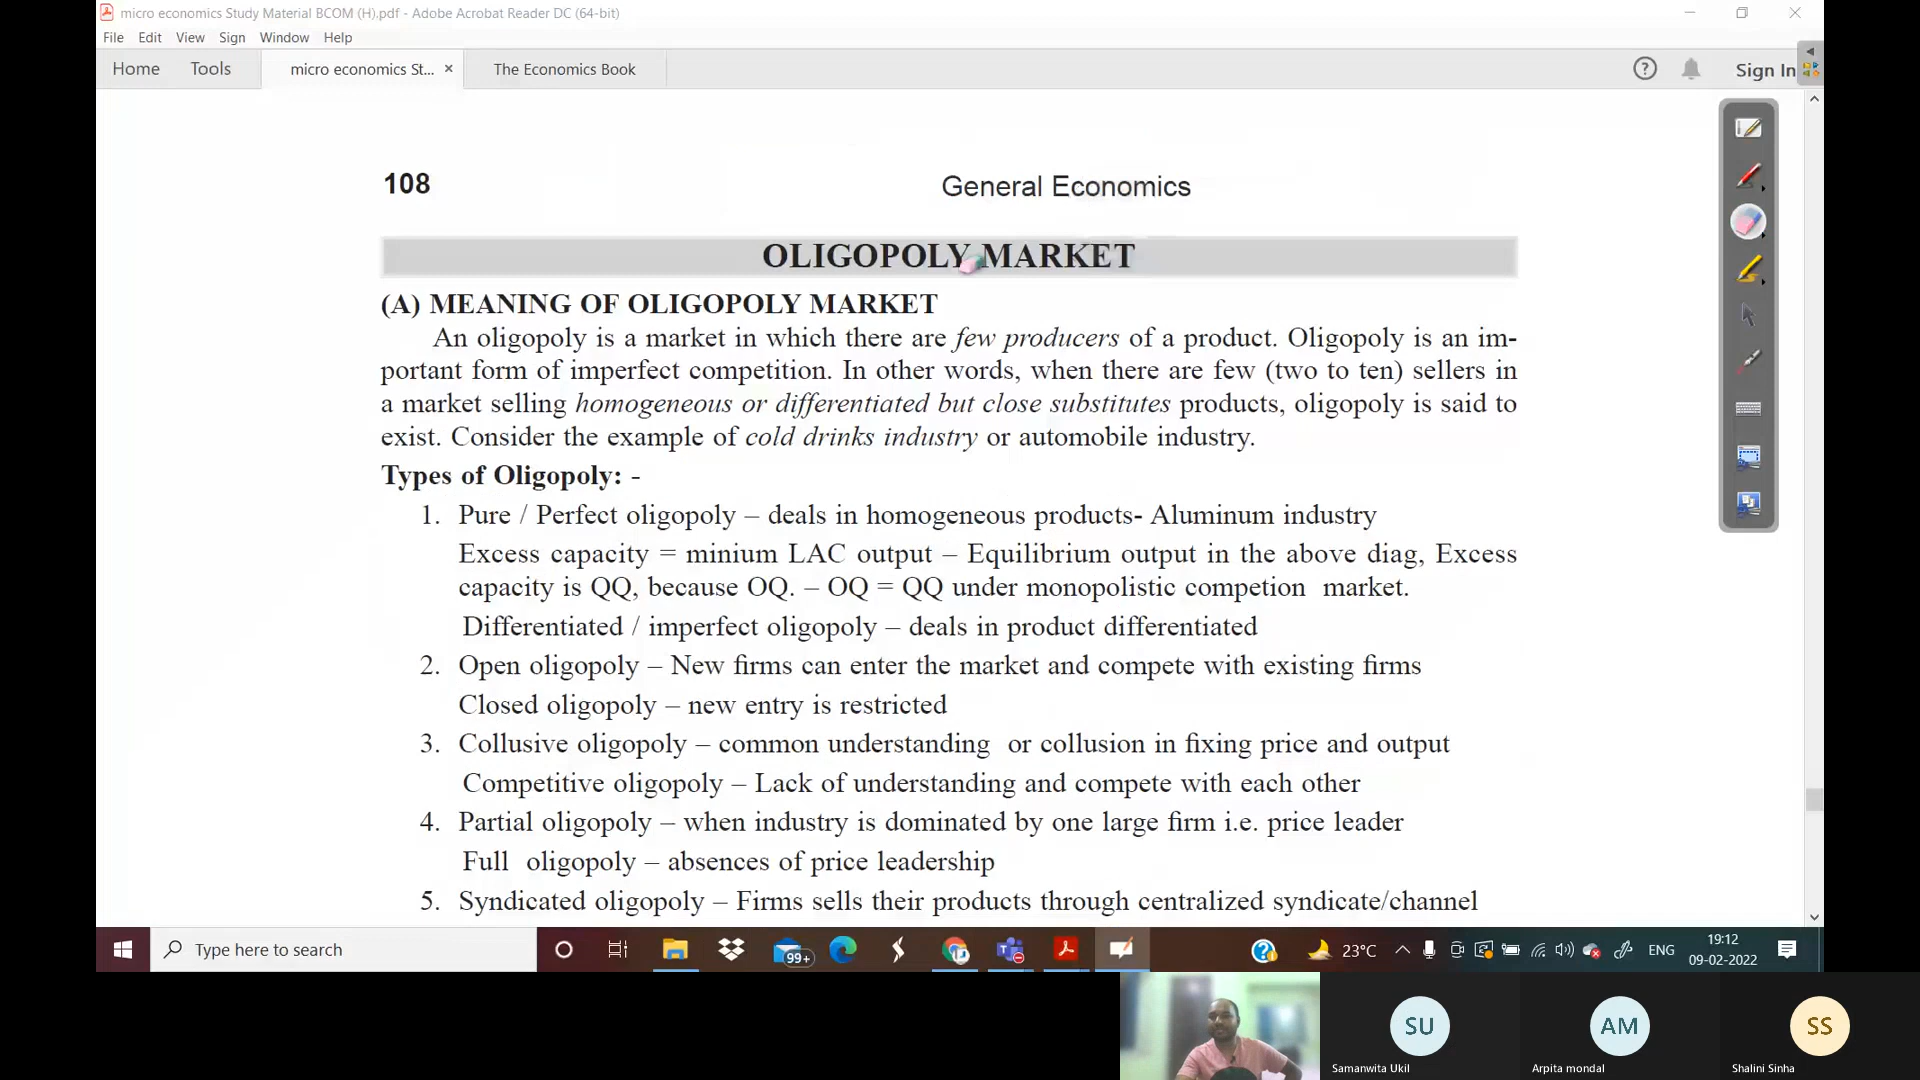 micro economics Study Material BCOM (H).pdf - Adobe Acrobat Reader DC (64-bit)
File Edit View Sign Window Help
Home Tools micro economics St... × The Economics Book Sign In
108 General Economics
OLIGOPOLY MARKET
(A) MEANING OF OLIGOPOLY MARKET
An oligopoly is a market in which there are few producers of a product. Oligopoly is an im-
portant form of imperfect competition. In other words, when there are few (two to ten) sellers in
a market selling homogeneous or differentiated but close substitutes products, oligopoly is said to
exist. Consider the example of cold drinks industry or automobile industry.
Types of Oligopoly: -
1. Pure / Perfect oligopoly – deals in homogeneous products- Aluminum industry
Excess capacity = minium LAC output – Equilibrium output in the above diag, Excess
capacity is QQ, because OQ. – OQ = QQ under monopolistic competion market.
Differentiated / imperfect oligopoly – deals in product differentiated
2. Open oligopoly – New firms can enter the market and compete with existing firms
Closed oligopoly – new entry is restricted
3. Collusive oligopoly – common understanding or collusion in fixing price and output
Competitive oligopoly – Lack of understanding and compete with each other
4. Partial oligopoly – when industry is dominated by one large firm i.e. price leader
Full oligopoly – absences of price leadership
5. Syndicated oligopoly – Firms sells their products through centralized syndicate/channel
Type here to search 99+ 23°C ENG 19:12
09-02-2022
SU AM SS
Samanwita Ukil Arpita mondal Shalini Sinha